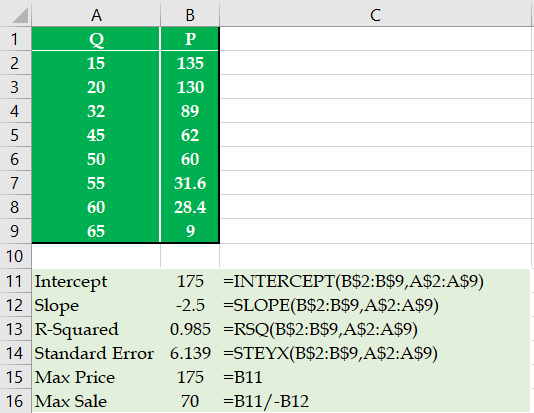 A B C
1 Q P
2 15 135
3 20 130
4 32 89
5 45 62
6 50 60
7 55 31.6
8 60 28.4
9 65 9
10
11 Intercept 175 =INTERCEPT(B$2:B$9,A$2:A$9)
12 Slope -2.5 =SLOPE(B$2:B$9,A$2:A$9)
13 R-Squared 0.985 =RSQ(B$2:B$9,A$2:A$9)
14 Standard Error 6.139 =STEYX(B$2:B$9,A$2:A$9)
15 Max Price 175 =B11
16 Max Sale 70 =B11/-B12